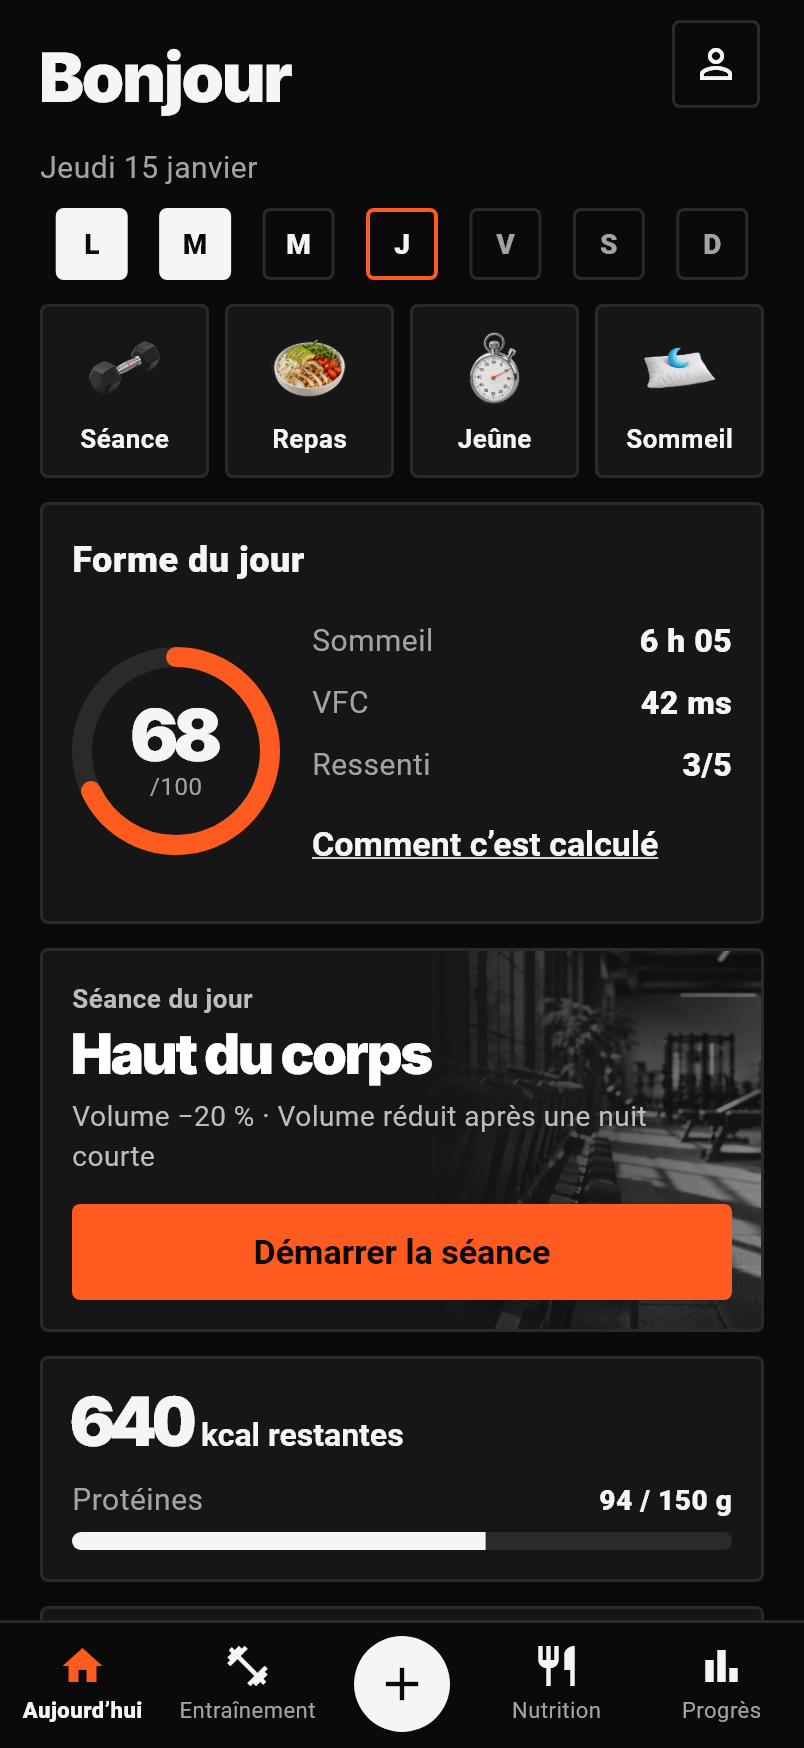 Bonjour
Jeudi 15 janvier
L M M J V S D
Séance Repas Jeûne Sommeil
Forme du jour
68
/100
Sommeil 6 h 05
VFC 42 ms
Ressenti 3/5
Comment c’est calculé
Séance du jour
Haut du corps
Volume −20 % · Volume réduit après une nuit
courte
Démarrer la séance
640 kcal restantes
Protéines 94 / 150 g
Aujourd’hui Entraînement Nutrition Progrès